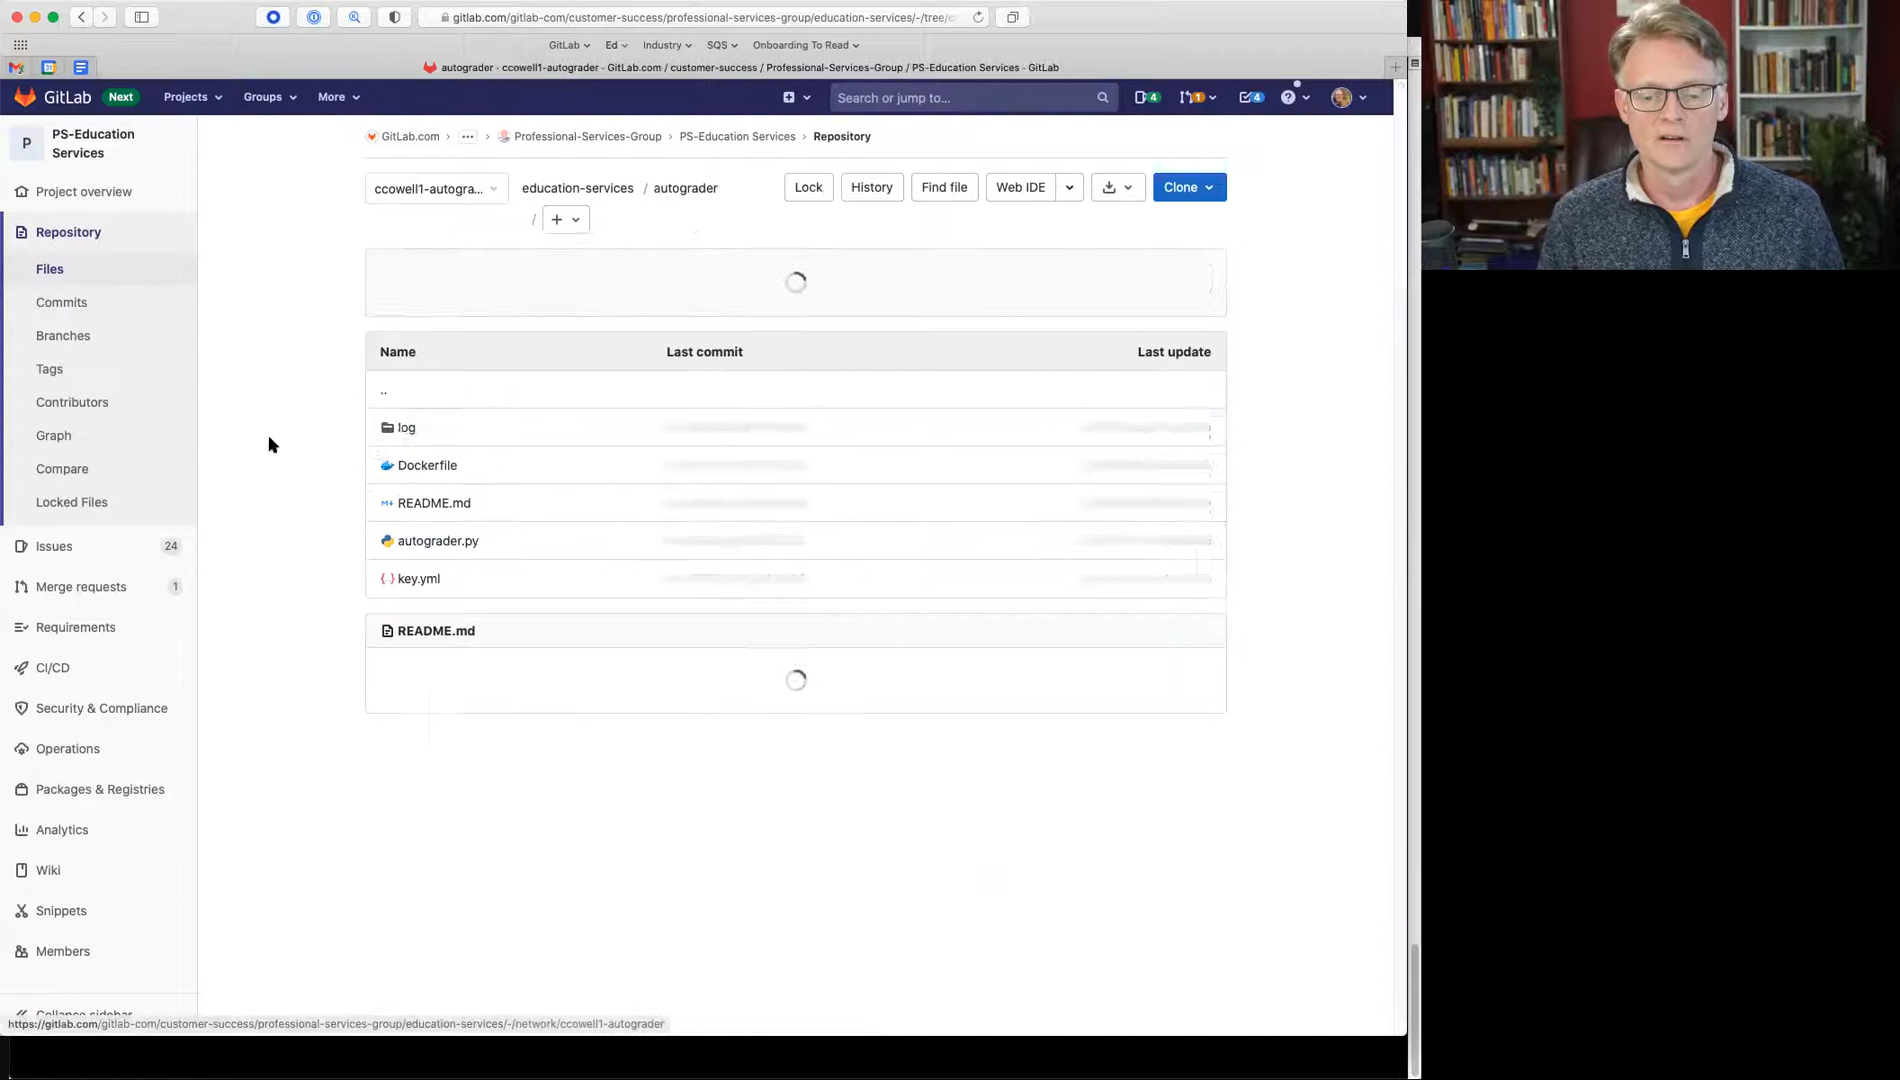 gitlab.com/gitlab-com/customer-success/professional-services-group/education-services/-/tree/c
GitLab Ed Industry SQS Onboarding To Read
autograder · ccowell1-autograder · GitLab.com / customer-success / Professional-Services-Group / PS-Education Services · GitLab
GitLab Next Projects Groups More Search or jump to... 4 1 4
P PS-Education Services
GitLab.com › ... › Professional-Services-Group › PS-Education Services › Repository
Project overview
Repository
Files
Commits
Branches
Tags
Contributors
Graph
Compare
Locked Files
Issues 24
Merge requests 1
Requirements
CI/CD
Security & Compliance
Operations
Packages & Registries
Analytics
Wiki
Snippets
Members
Collapse sidebar
ccowell1-autogra... education-services / autograder Lock History Find file Web IDE Clone
/ +
Name Last commit Last update
..
log
Dockerfile
README.md
autograder.py
key.yml
README.md
https://gitlab.com/gitlab-com/customer-success/professional-services-group/education-services/-/network/ccowell1-autograder